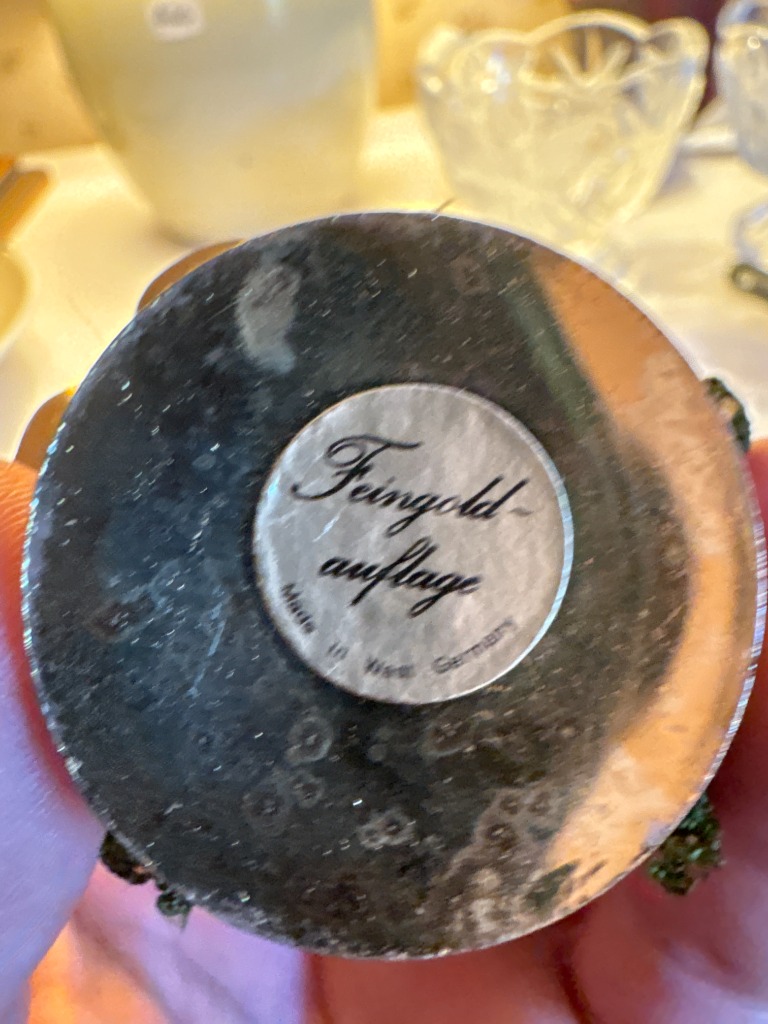 Feingold-
auflage
Made in West Germany